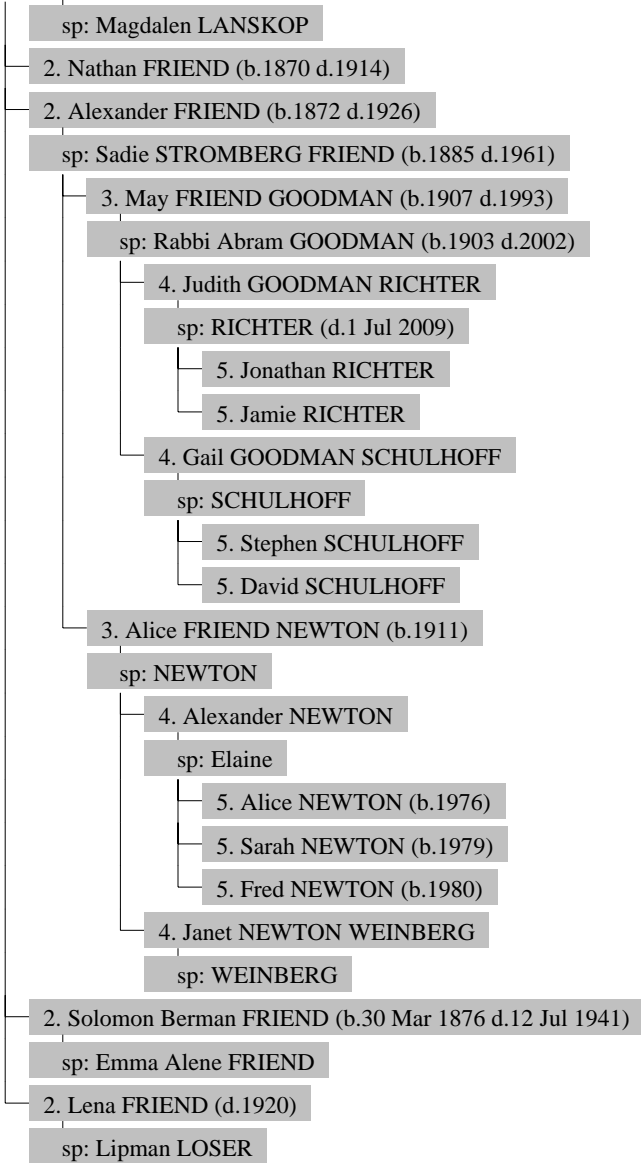 sp: Magdalen LANSKOP
2. Nathan FRIEND (b.1870 d.1914)
2. Alexander FRIEND (b.1872 d.1926)
sp: Sadie STROMBERG FRIEND (b.1885 d.1961)
3. May FRIEND GOODMAN (b.1907 d.1993)
sp: Rabbi Abram GOODMAN (b.1903 d.2002)
4. Judith GOODMAN RICHTER
sp: RICHTER (d.1 Jul 2009)
5. Jonathan RICHTER
5. Jamie RICHTER
4. Gail GOODMAN SCHULHOFF
sp: SCHULHOFF
5. Stephen SCHULHOFF
5. David SCHULHOFF
3. Alice FRIEND NEWTON (b.1911)
sp: NEWTON
4. Alexander NEWTON
sp: Elaine
5. Alice NEWTON (b.1976)
5. Sarah NEWTON (b.1979)
5. Fred NEWTON (b.1980)
4. Janet NEWTON WEINBERG
sp: WEINBERG
2. Solomon Berman FRIEND (b.30 Mar 1876 d.12 Jul 1941)
sp: Emma Alene FRIEND
2. Lena FRIEND (d.1920)
sp: Lipman LOSER